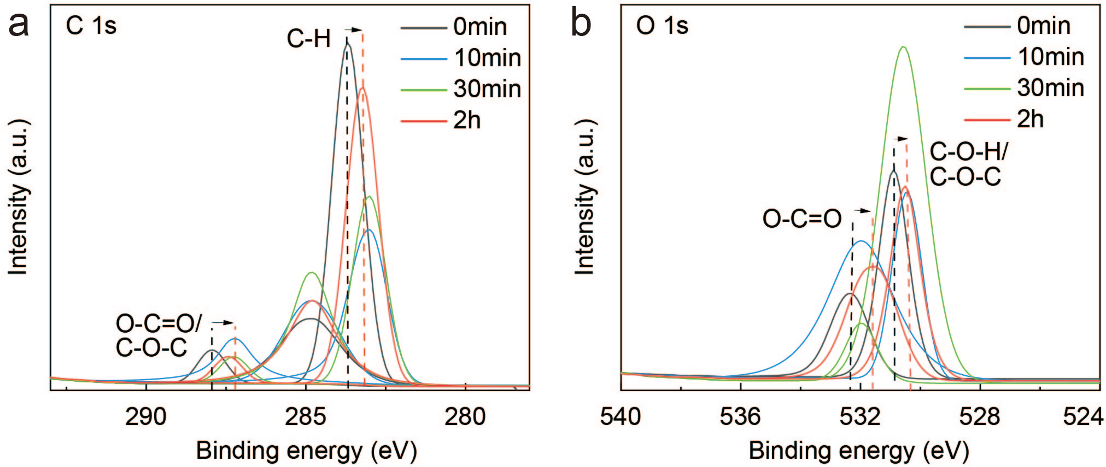 a
C 1s
C-H
0min
10min
30min
2h
O-C=O/
C-O-C
Intensity (a.u.)
290
285
280
Binding energy (eV)
b
O 1s
0min
10min
30min
2h
C-O-H/
C-O-C
O-C=O
Intensity (a.u.)
540
536
532
528
524
Binding energy (eV)